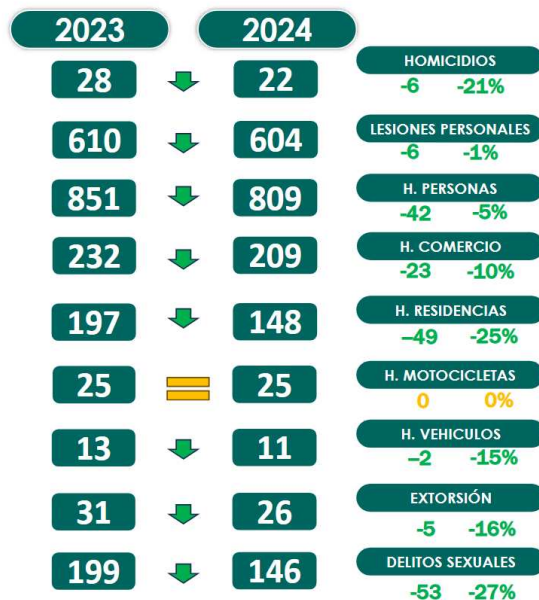 2023 2024
HOMICIDIOS
28 22
-6 -21%
LESIONES PERSONALES
610 604
-6 -1%
H. PERSONAS
851 809
-42 -5%
H. COMERCIO
232 209
-23 -10%
H. RESIDENCIAS
197 148
–49 -25%
H. MOTOCICLETAS
25 25
0 0%
H. VEHICULOS
13 11
–2 -15%
EXTORSIÓN
31 26
-5 -16%
DELITOS SEXUALES
199 146
-53 -27%